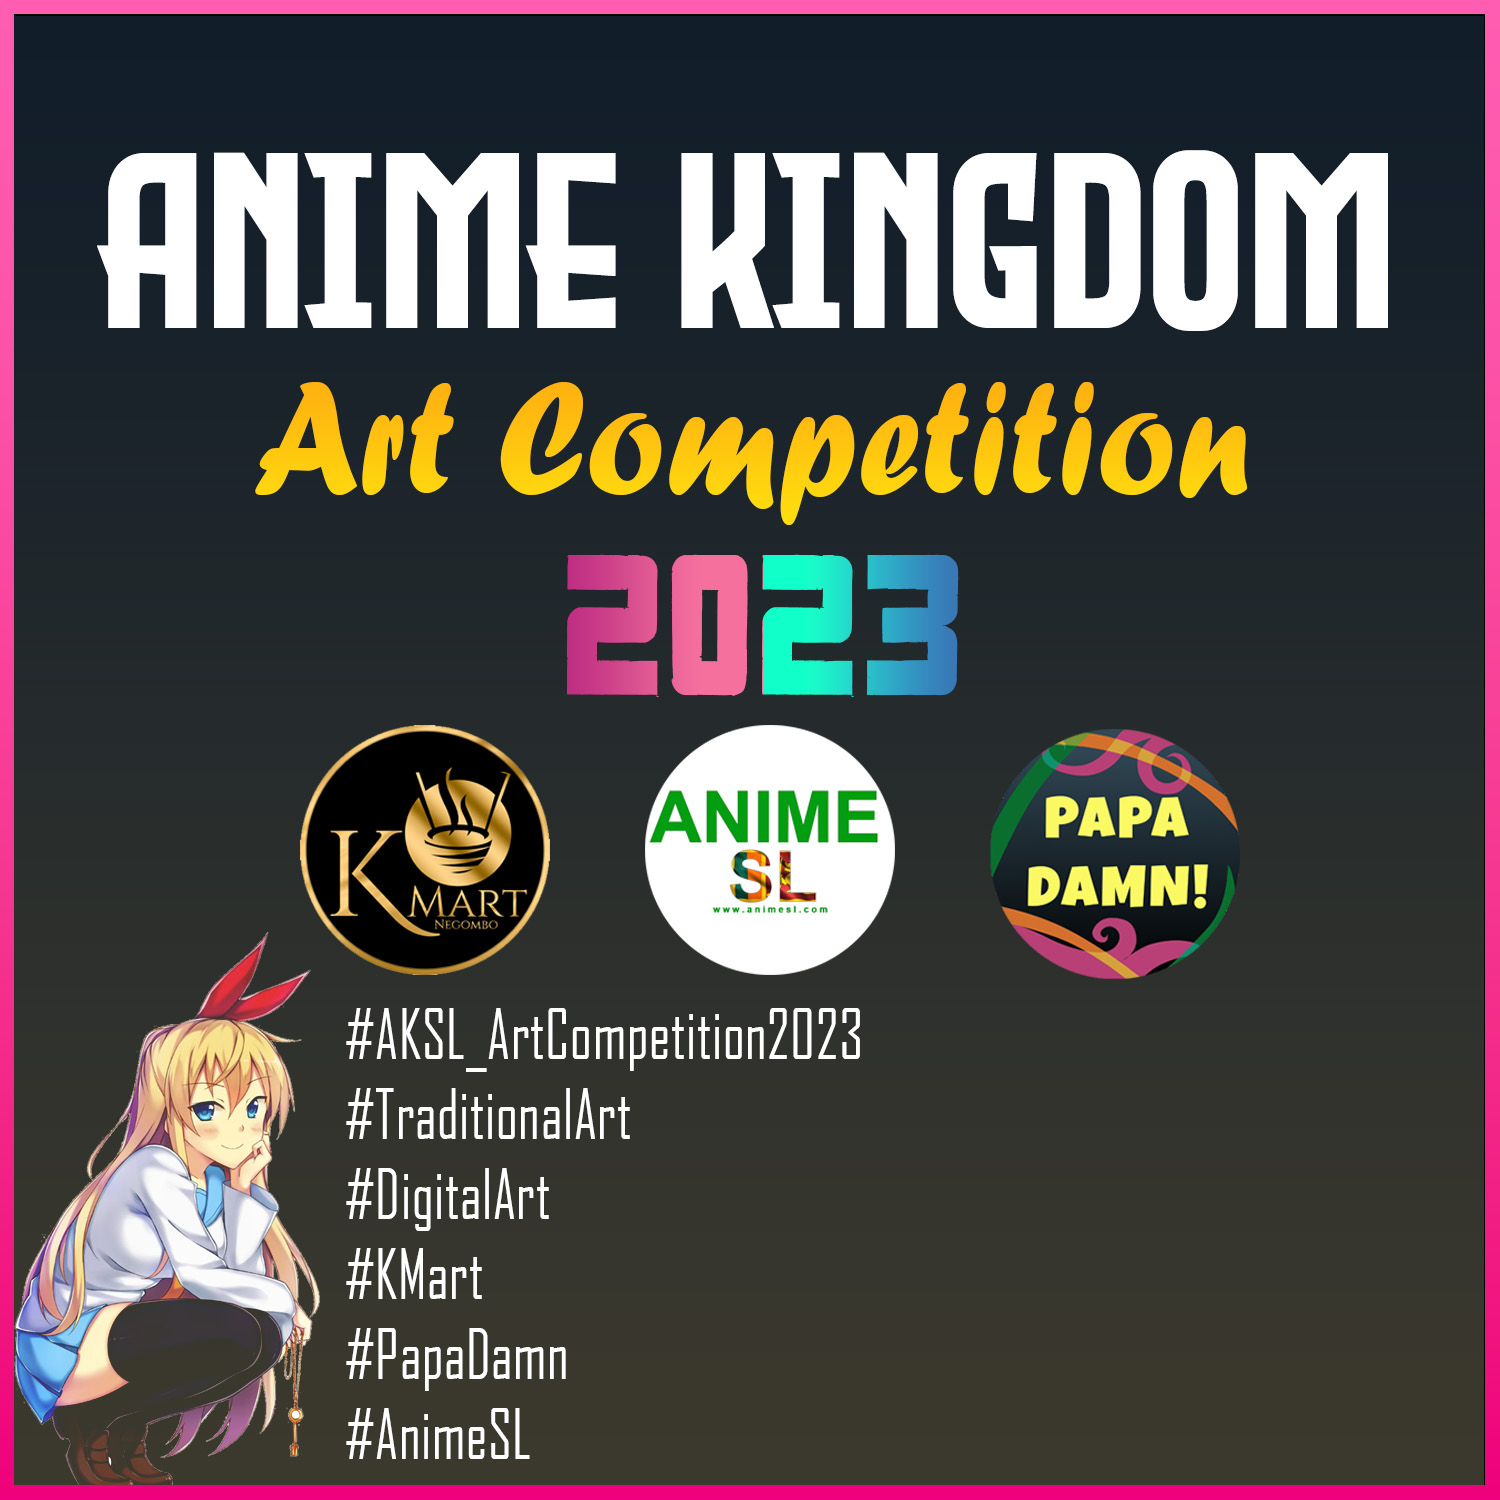 ANIME KINGDOM
Art Competition
2023
K MART
NEGOMBO
ANIME
SL
www.animesl.com
PAPA
DAMN!
#AKSL_ArtCompetition2023
#TraditionalArt
#DigitalArt
#KMart
#PapaDamn
#AnimeSL